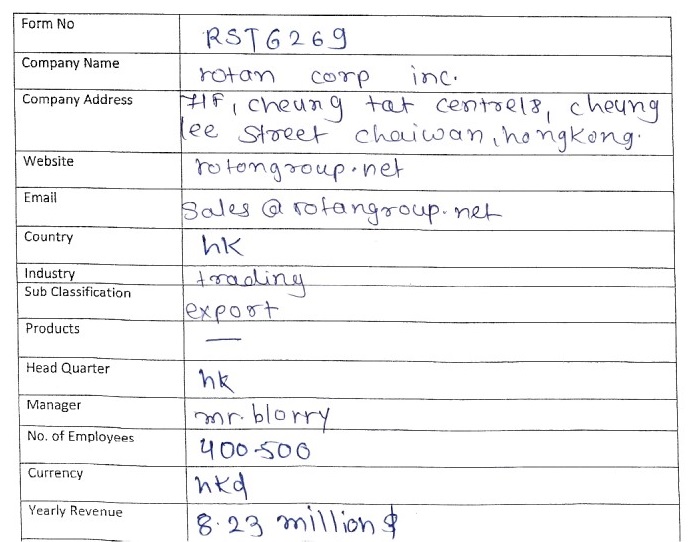 Form No RST6269
Company Name rotan corp inc.
Company Address 7/F, cheung tat centre18, cheung
lee street chaiwan, hongkong.
Website rotangroup.net
Email sales@rotangroup.net
Country hk
Industry trading
Sub Classification export
Products —
Head Quarter hk
Manager mr. blorry
No. of Employees 400-500
Currency hkd
Yearly Revenue 8.23 million $